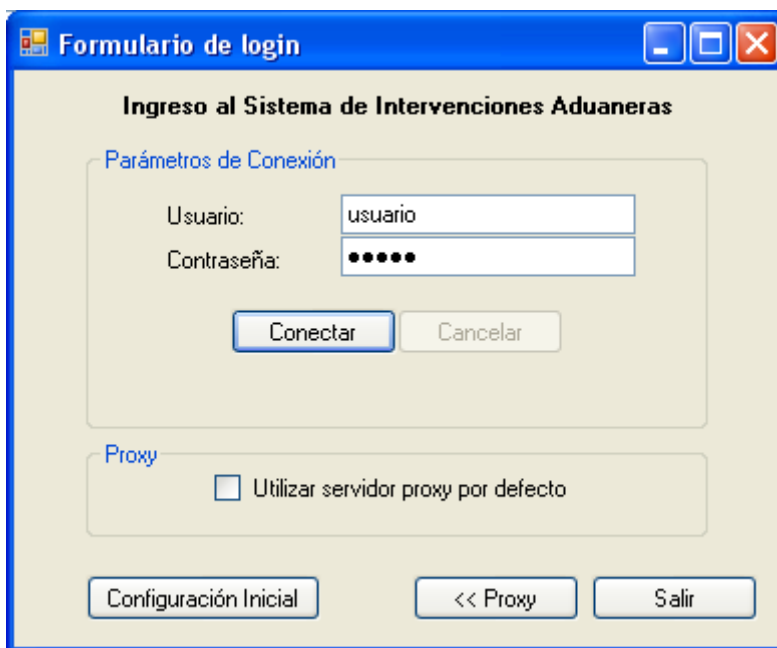 Formulario de login
Ingreso al Sistema de Intervenciones Aduaneras
Parámetros de Conexión
Usuario: usuario
Contraseña: •••••
Conectar Cancelar
Proxy
Utilizar servidor proxy por defecto
Configuración Inicial << Proxy Salir